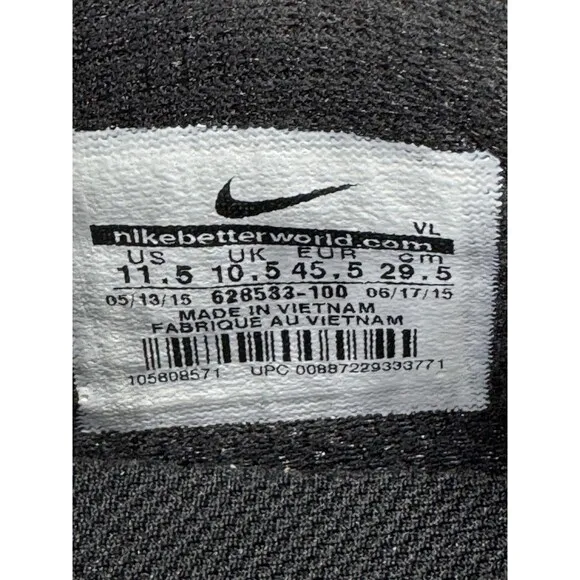 VL
nikebetterworld.com
US UK EUR cm
11.5 10.5 45.5 29.5
05/13/15 628533-100 06/17/15
MADE IN VIETNAM
FABRIQUE AU VIETNAM
105808571 UPC 00887229393771